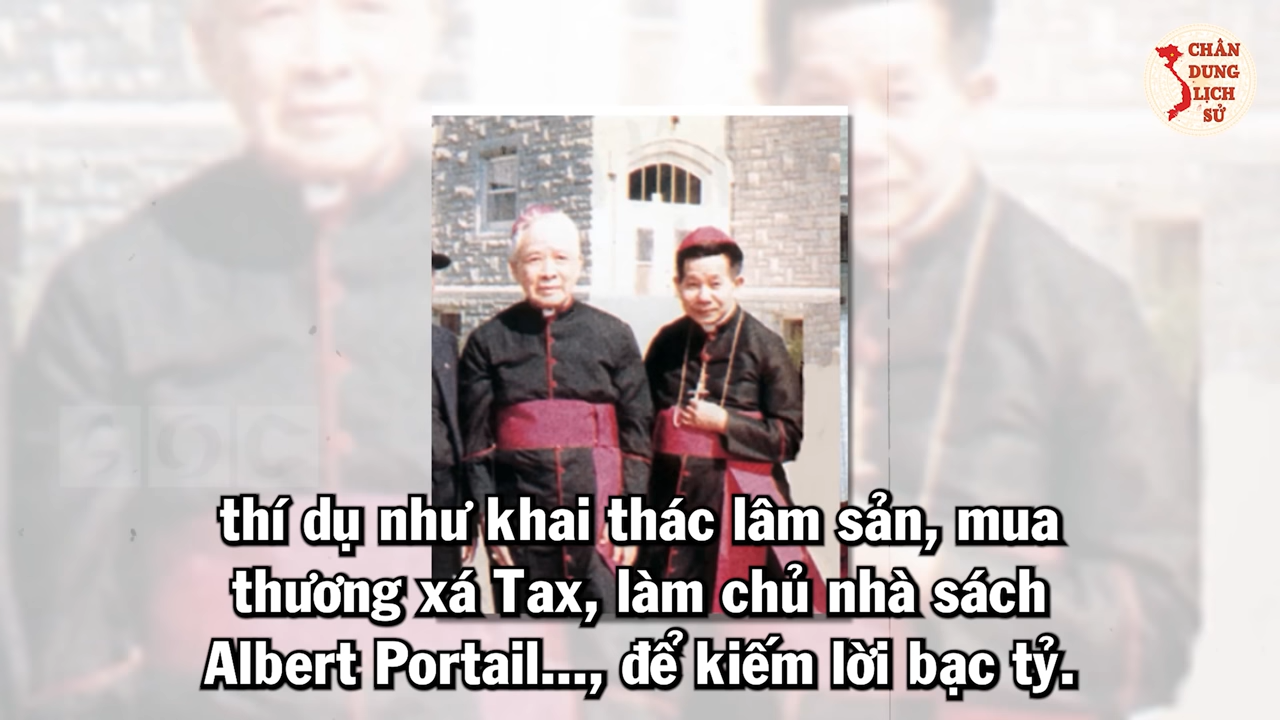 CHÂN
DUNG
LỊCH
SỬ
thí dụ như khai thác lâm sản, mua
thương xá Tax, làm chủ nhà sách
Albert Portail..., để kiếm lời bạc tỷ.